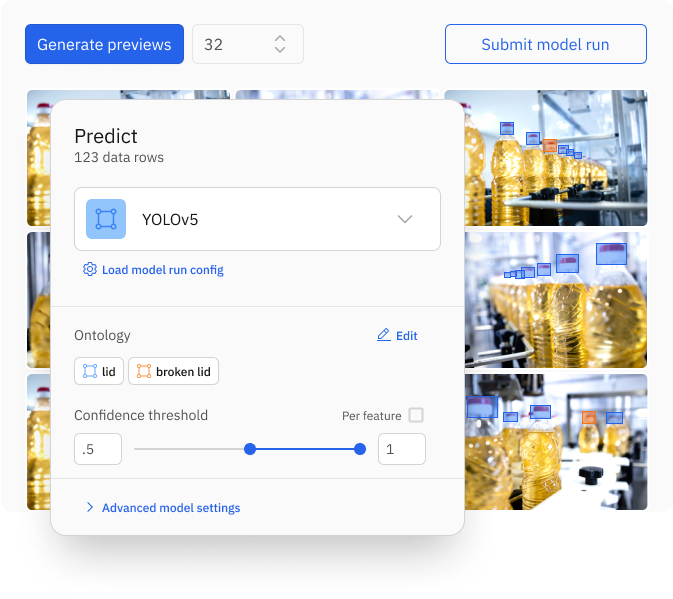 Generate previews
32
Submit model run
Predict
123 data rows
YOLOv5
Load model run config
Ontology
Edit
lid
broken lid
Confidence threshold
Per feature
.5
1
Advanced model settings